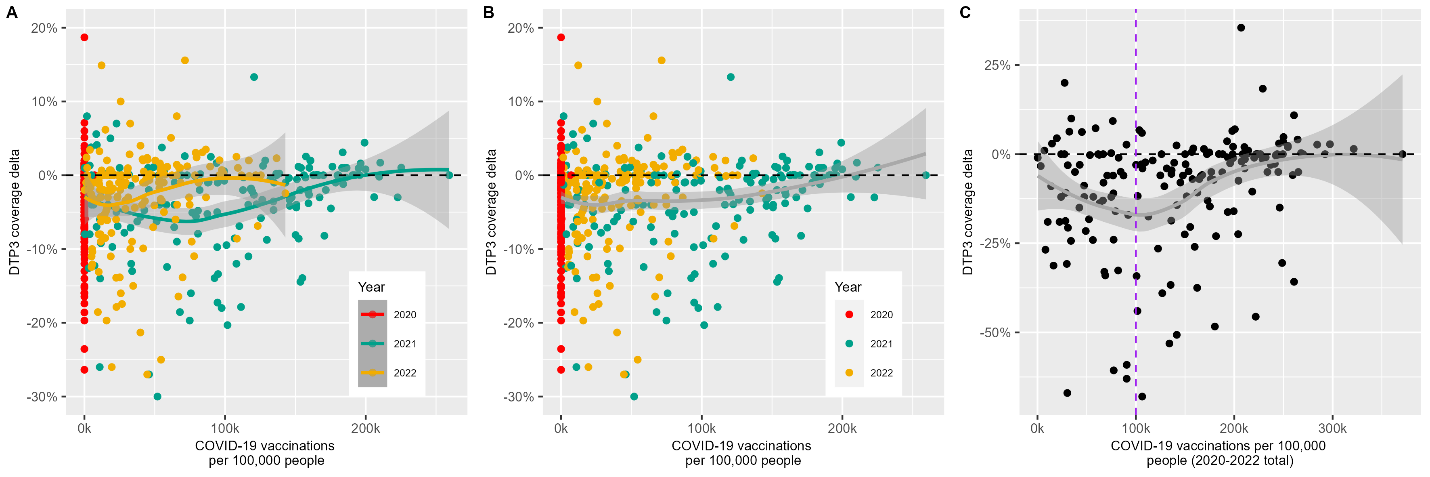 A
DTP3 coverage delta
20%
10%
0%
-10%
-20%
-30%
0k
100k
200k
COVID-19 vaccinations
per 100,000 people
Year
2020
2021
2022
B
DTP3 coverage delta
20%
10%
0%
-10%
-20%
-30%
0k
100k
200k
COVID-19 vaccinations
per 100,000 people
Year
2020
2021
2022
C
DTP3 coverage delta
25%
0%
-25%
-50%
0k
100k
200k
300k
COVID-19 vaccinations per 100,000
people (2020-2022 total)